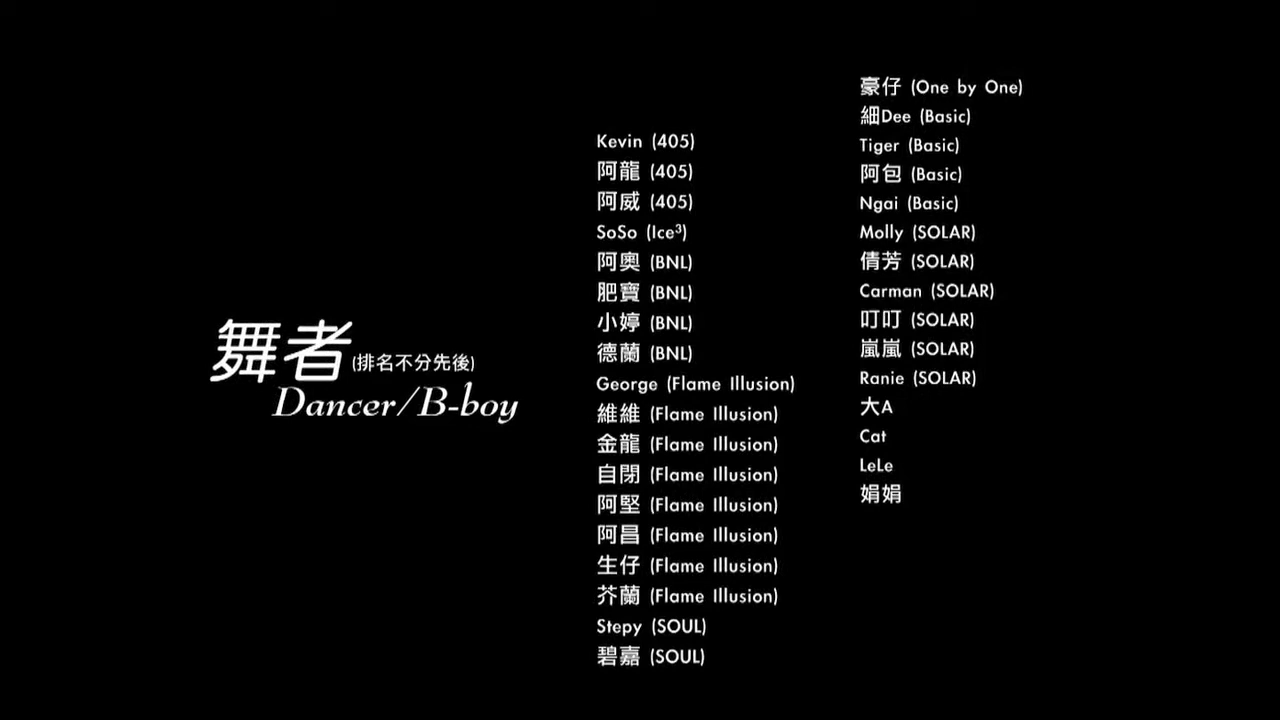 舞者(排名不分先後)
Dancer/B-boy
Kevin (405)
阿龍 (405)
阿威 (405)
SoSo (Ice³)
阿奧 (BNL)
肥寶 (BNL)
小婷 (BNL)
德蘭 (BNL)
George (Flame Illusion)
維維 (Flame Illusion)
金龍 (Flame Illusion)
自閉 (Flame Illusion)
阿堅 (Flame Illusion)
阿昌 (Flame Illusion)
生仔 (Flame Illusion)
芥蘭 (Flame Illusion)
Stepy (SOUL)
碧嘉 (SOUL)
豪仔 (One by One)
細Dee (Basic)
Tiger (Basic)
阿包 (Basic)
Ngai (Basic)
Molly (SOLAR)
倩芳 (SOLAR)
Carman (SOLAR)
叮叮 (SOLAR)
嵐嵐 (SOLAR)
Ranie (SOLAR)
大A
Cat
LeLe
娟娟